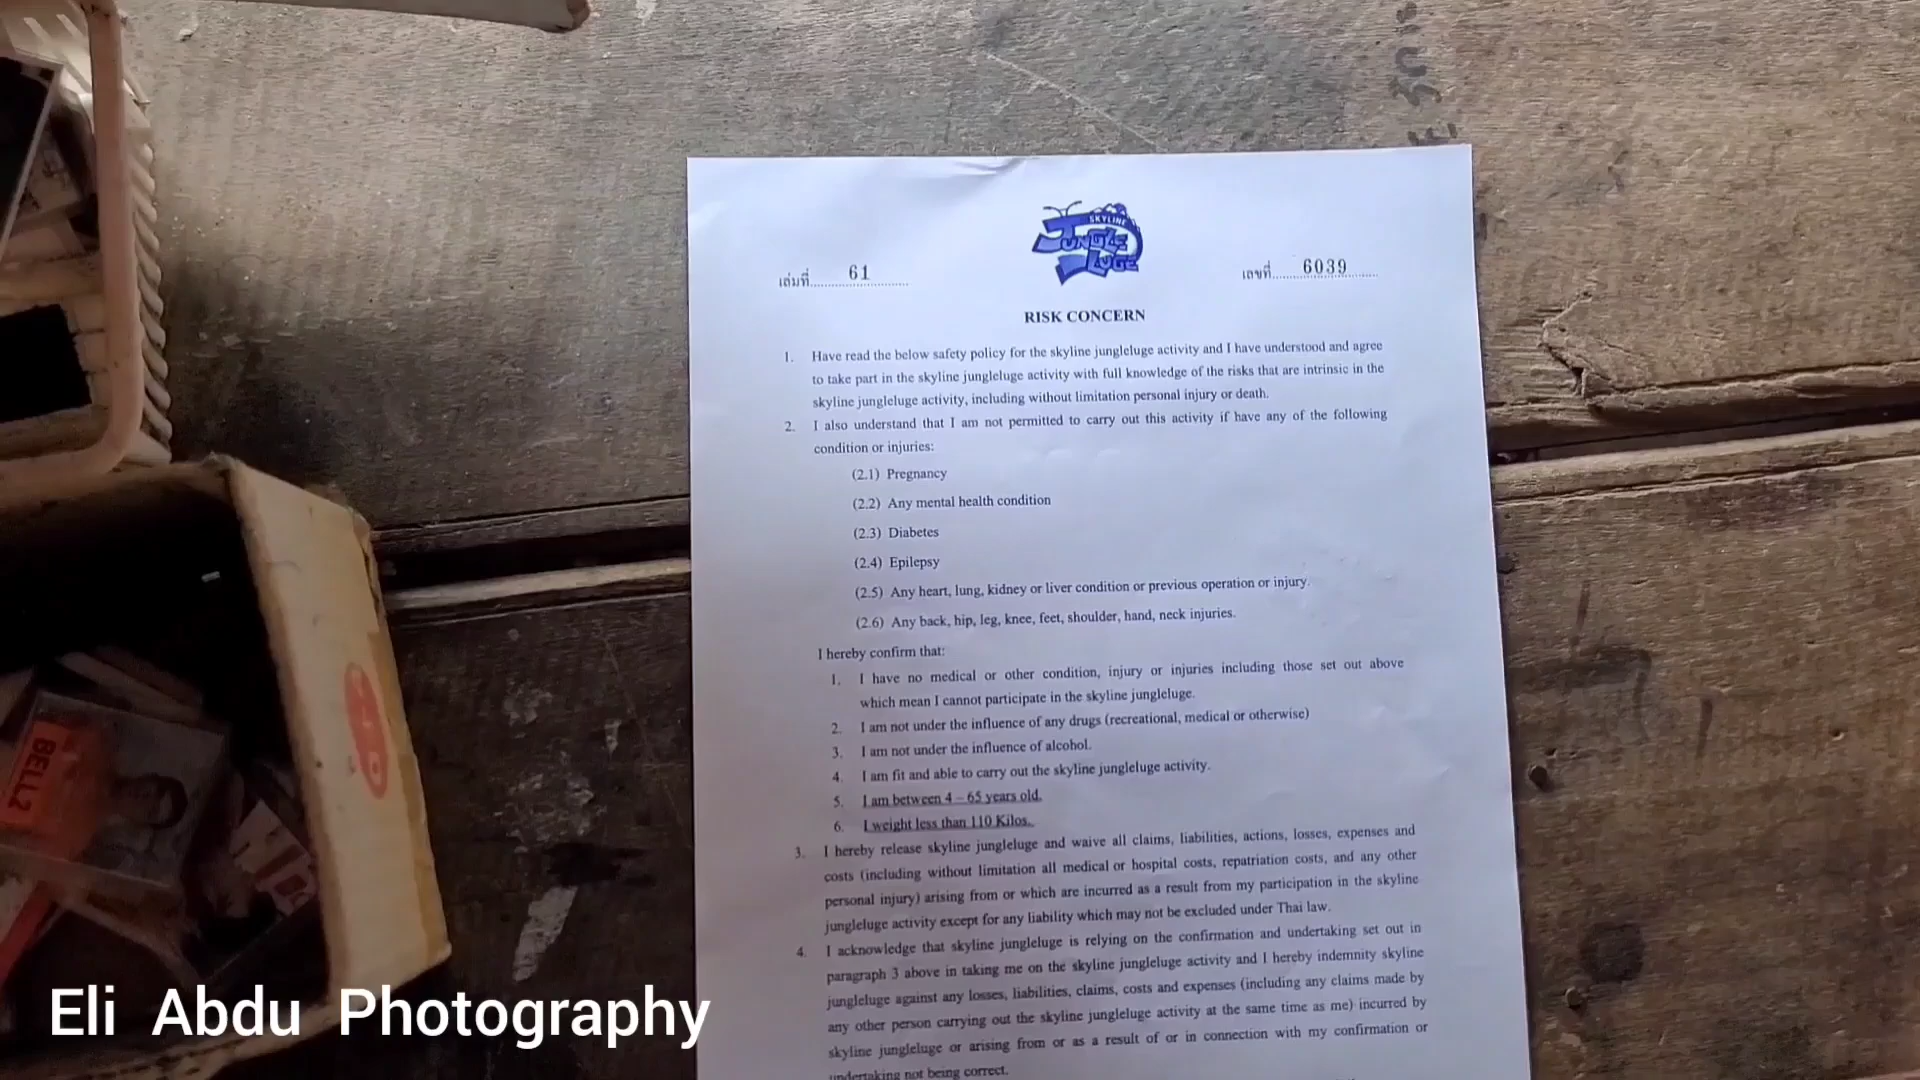 SKYLINE
JUNGLE
LUGE
เล่มที่ 61
เลขที่ 6039
RISK CONCERN
1. Have read the below safety policy for the skyline jungleluge activity and I have understood and agree
to take part in the skyline jungleluge activity with full knowledge of the risks that are intrinsic in the
skyline jungleluge activity, including without limitation personal injury or death.
2. I also understand that I am not permitted to carry out this activity if have any of the following
condition or injuries:
(2.1) Pregnancy
(2.2) Any mental health condition
(2.3) Diabetes
(2.4) Epilepsy
(2.5) Any heart, lung, kidney or liver condition or previous operation or injury.
(2.6) Any back, hip, leg, knee, feet, shoulder, hand, neck injuries.
I hereby confirm that:
1. I have no medical or other condition, injury or injuries including those set out above
which mean I cannot participate in the skyline jungleluge.
2. I am not under the influence of any drugs (recreational, medical or otherwise)
3. I am not under the influence of alcohol.
4. I am fit and able to carry out the skyline jungleluge activity.
5. I am between 4 – 65 years old.
6. I weight less than 110 Kilos.
3. I hereby release skyline jungleluge and waive all claims, liabilities, actions, losses, expenses and
costs (including without limitation all medical or hospital costs, repatriation costs, and any other
personal injury) arising from or which are incurred as a result from my participation in the skyline
jungleluge activity except for any liability which may not be excluded under Thai law.
4. I acknowledge that skyline jungleluge is relying on the confirmation and undertaking set out in
paragraph 3 above in taking me on the skyline jungleluge activity and I hereby indemnity skyline
jungleluge against any losses, liabilities, claims, costs and expenses (including any claims made by
any other person carrying out the skyline jungleluge activity at the same time as me) incurred by
skyline jungleluge or arising from or as a result of or in connection with my confirmation or
undertaking not being correct.
BELLZ
Eli Abdu Photography